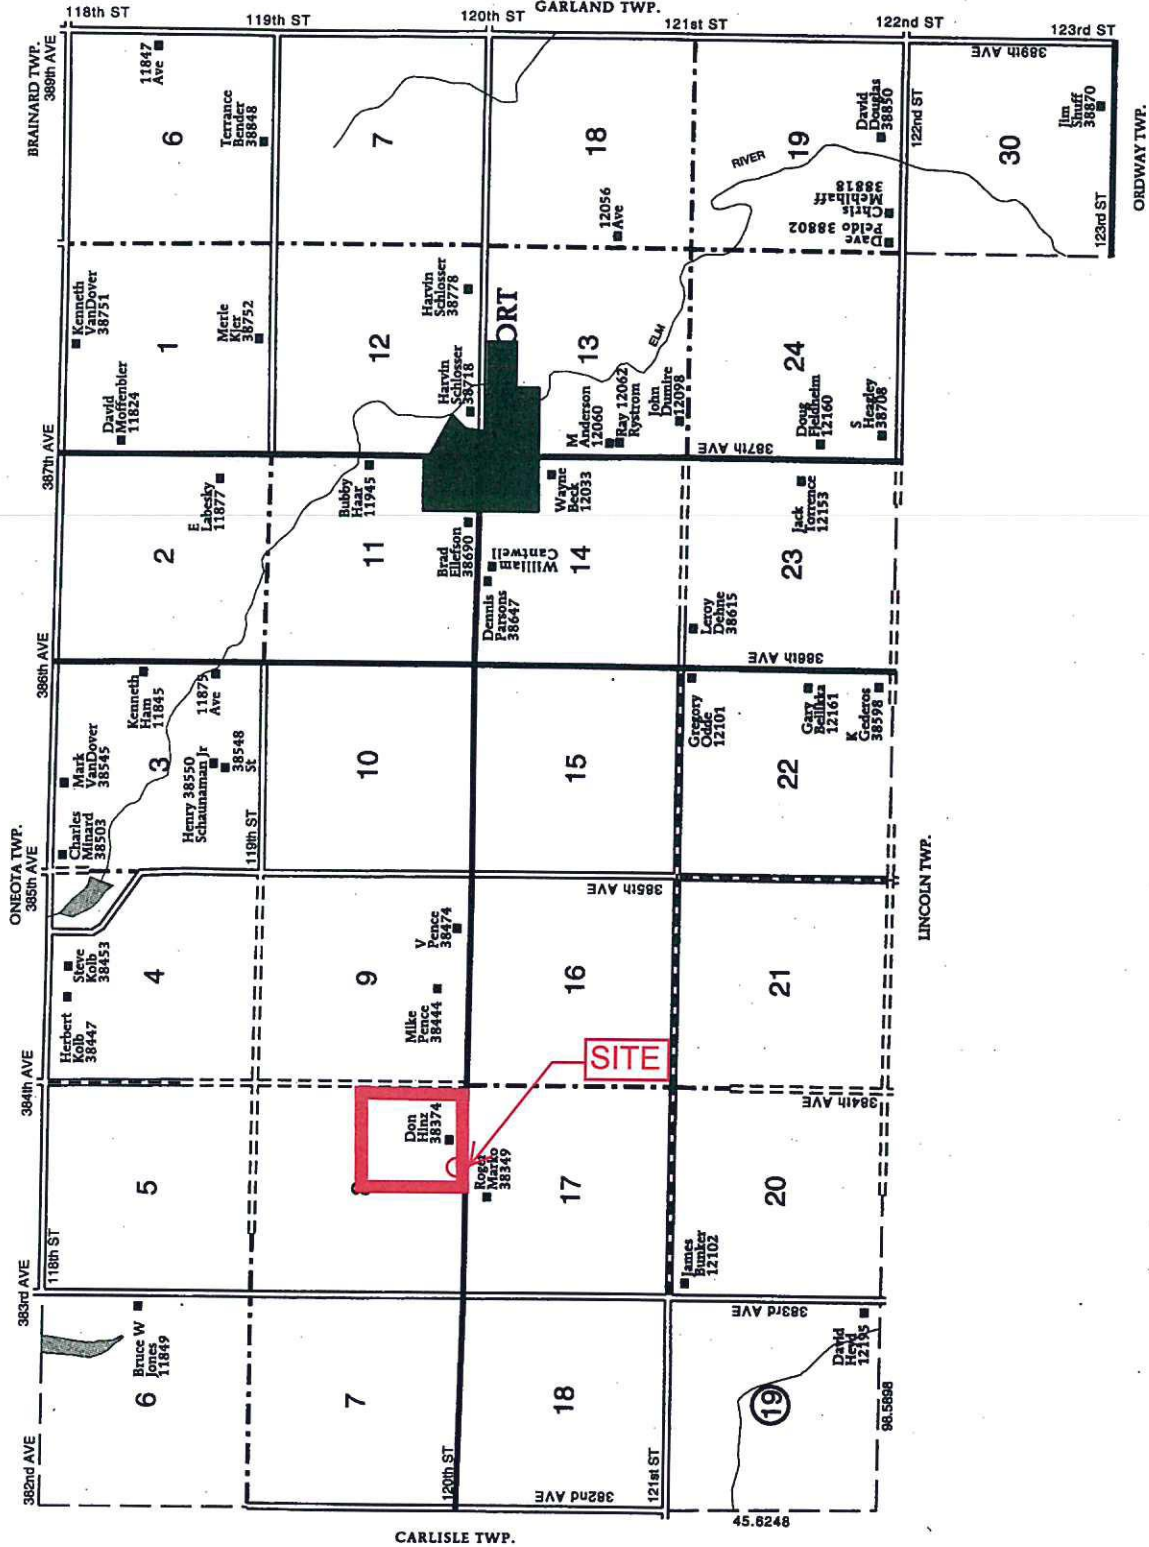 GARLAND TWP.
118th ST
119th ST
120th ST
121st ST
122nd ST
123rd ST
BRAINARD TWP.
389th AVE
389th AVE
11847
Ave
6
Terrance
Bender
38848
7
18
19
David
Douglas
38850
122nd ST
30
Jim
Shuff
38870
ORDWAY TWP.
123rd ST
RIVER
12056
Ave
Chris
Mehlhaff
38818
Dave
Peldo 38802
Kenneth
VanDover
38751
1
Merle
Kier
38752
David
Moffenbier
11824
12
Harvin
Schlosser
38778
Harvin
Schlosser
38718
ORT
13
ELM
M
Anderson
12060
Ray 12062
Rystrom
John
Dumire
12098
24
Doug
Fjeldheim
12160
S
Heagley
38708
387th AVE
387th AVE
E
Labesky
11877
2
Bubby
Haar
11945
11
Brad
Ellefson
38690
Wayne
Beck
12033
William
Cantwell
14
Dennis
Parsons
38647
Jack
Torrence
12153
23
Leroy
Dehne
38615
386th AVE
386th AVE
Kenneth
Ham
11845
11875
Ave
Mark
VanDover
38545
3
Henry 38550
Schaunaman Jr
38548
St
Charles
Minard
38503
119th ST
10
15
Gregory
Odde
12101
Gary
Bellikka
12161
K
Gederos
38598
22
ONEOTA TWP.
385th AVE
385th AVE
LINCOLN TWP.
Steve
Kolb
38453
Herbert
Kolb
38447
4
9
V
Pence
38474
Mike
Pence
38444
16
21
SITE
384th AVE
384th AVE
5
Don
Hinz
38374
Roger
Marko
38349
17
20
118th ST
James
Bunker
12102
383rd AVE
383rd AVE
Bruce W
Jones
11849
6
7
18
19
David
Heyd
12195
98.5898
382nd AVE
120th ST
382nd AVE
121st ST
45.6248
CARLISLE TWP.